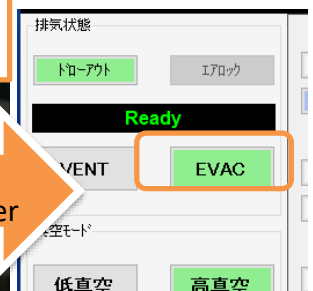 排気状態
ドローアウト エアロック
Ready
VENT EVAC
er
空モード
低真空 高真空